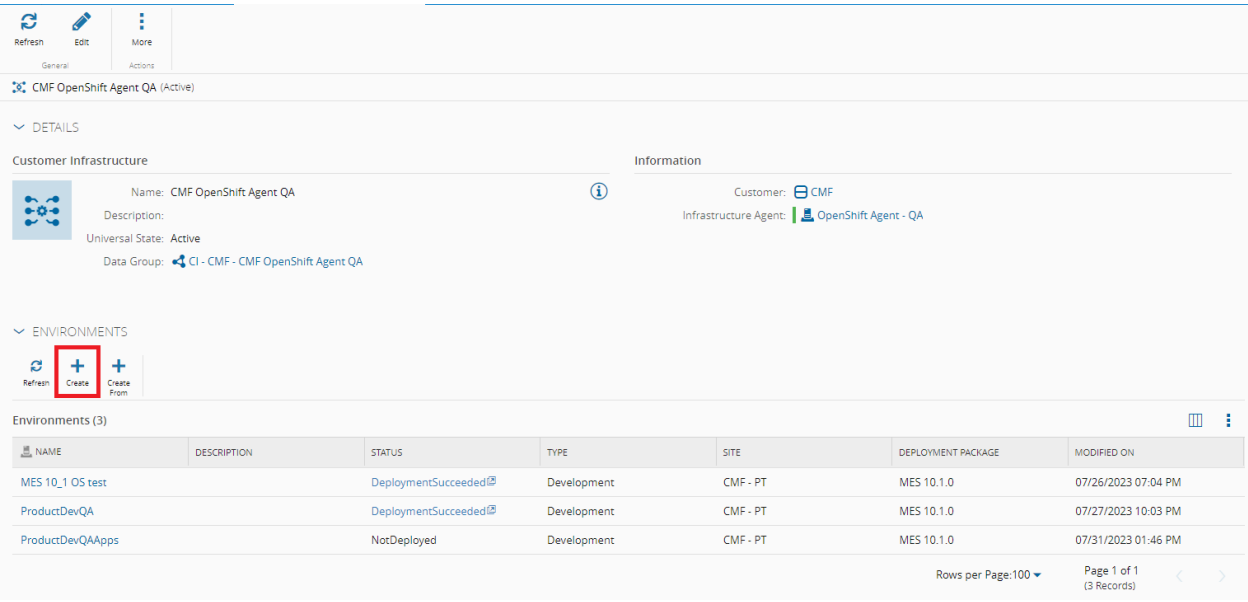 Refresh Edit More
General Actions
CMF OpenShift Agent QA (Active)
DETAILS
Customer Infrastructure
Name: CMF OpenShift Agent QA
Description:
Universal State: Active
Data Group: CI - CMF - CMF OpenShift Agent QA
Information
Customer: CMF
Infrastructure Agent: OpenShift Agent - QA
ENVIRONMENTS
Refresh Create Create From
Environments (3)
NAME DESCRIPTION STATUS TYPE SITE DEPLOYMENT PACKAGE MODIFIED ON
MES 10_1 OS test DeploymentSucceeded Development CMF - PT MES 10.1.0 07/26/2023 07:04 PM
ProductDevQA DeploymentSucceeded Development CMF - PT MES 10.1.0 07/27/2023 10:03 PM
ProductDevQAApps NotDeployed Development CMF - PT MES 10.1.0 07/31/2023 01:46 PM
Rows per Page:100 Page 1 of 1
(3 Records)